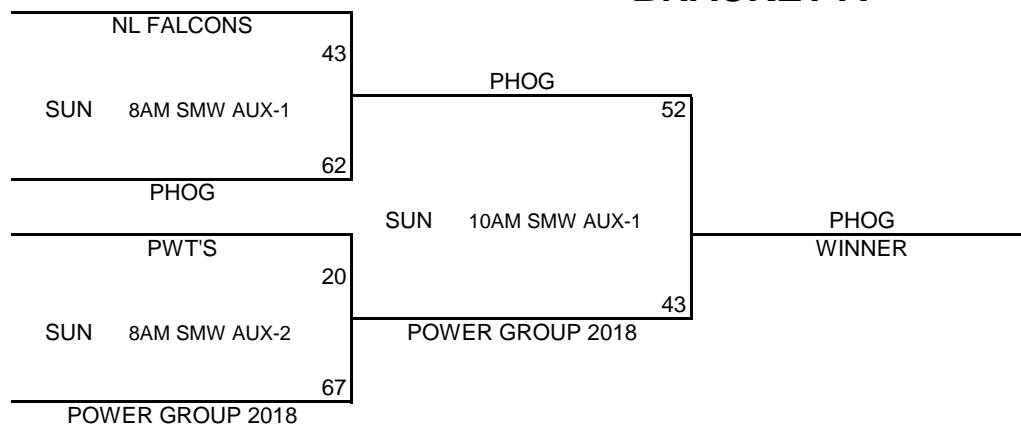 NL FALCONS
43
SUN 8AM SMW AUX-1
62
PHOG
PWT'S
20
SUN 8AM SMW AUX-2
67
POWER GROUP 2018
PHOG
52
SUN 10AM SMW AUX-1
43
POWER GROUP 2018
PHOG
WINNER